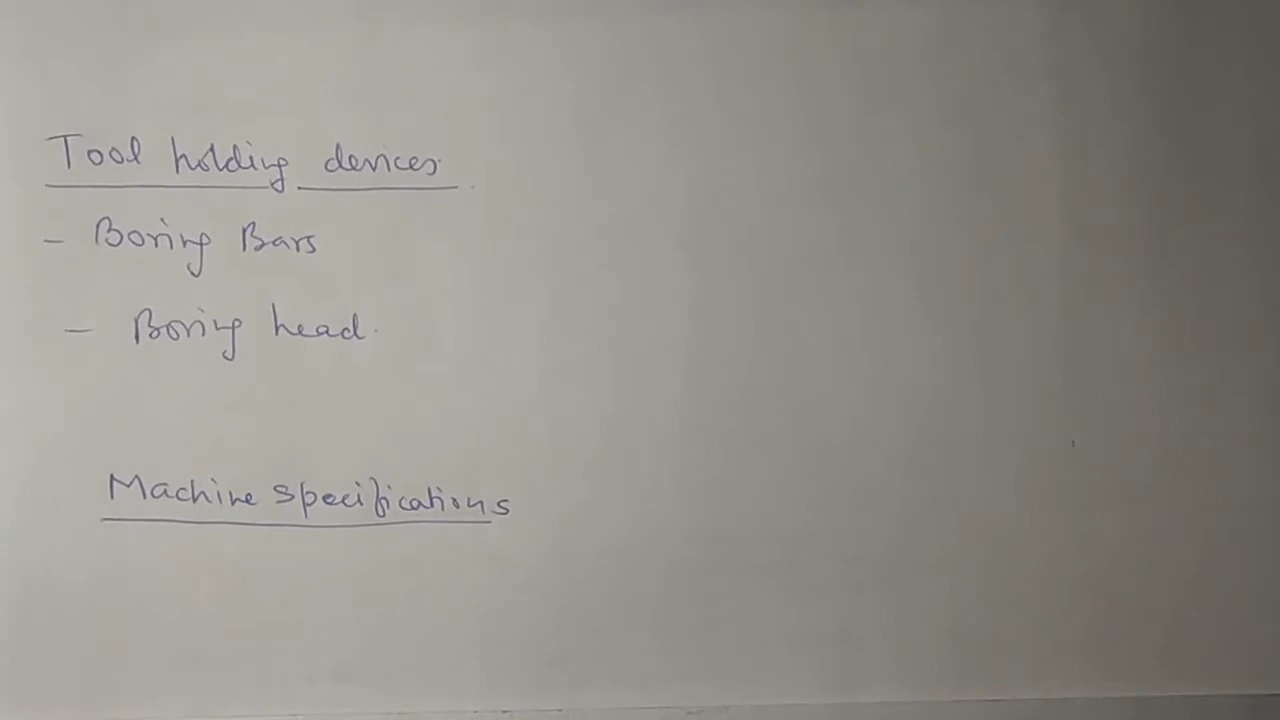 Tool holding devices.
- Boring Bars
- Boring head.
Machine specifications